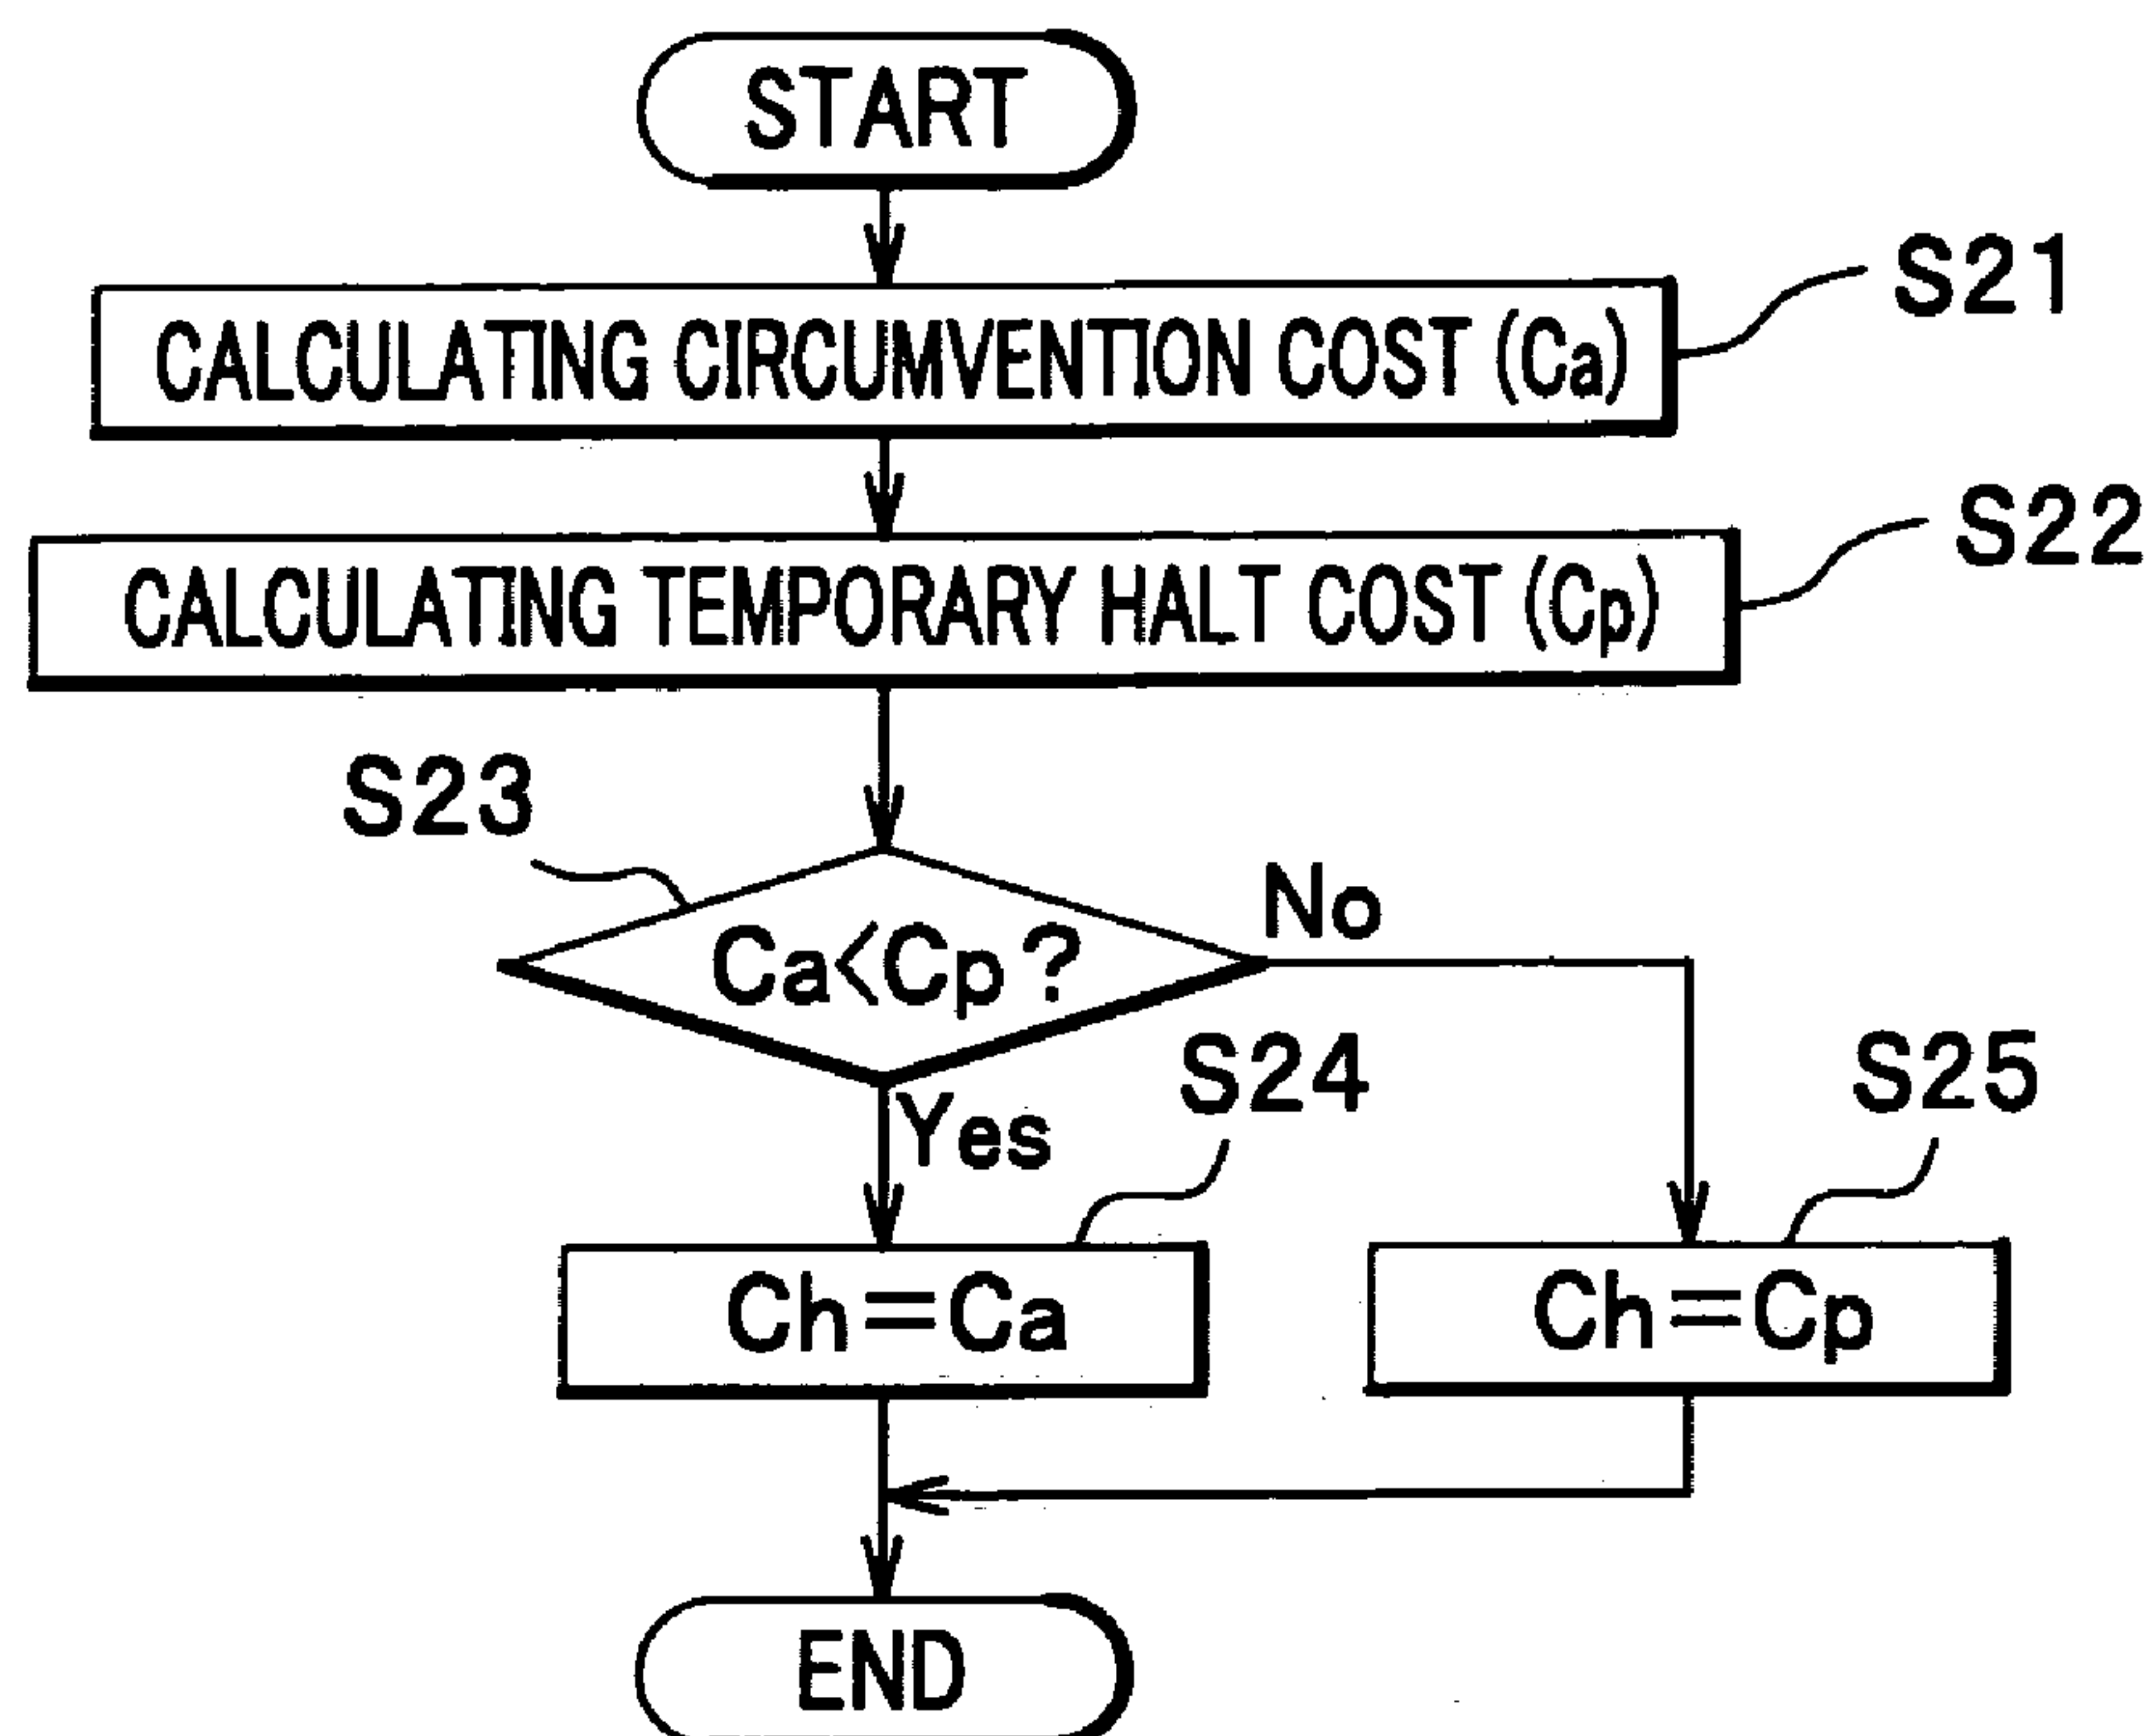 START
S21
CALCULATING CIRCUMVENTION COST (Ca)
S22
CALCULATING TEMPORARY HALT COST (Cp)
S23
No
Ca<Cp?
S24
S25
Yes
Ch=Ca
Ch=Cp
END